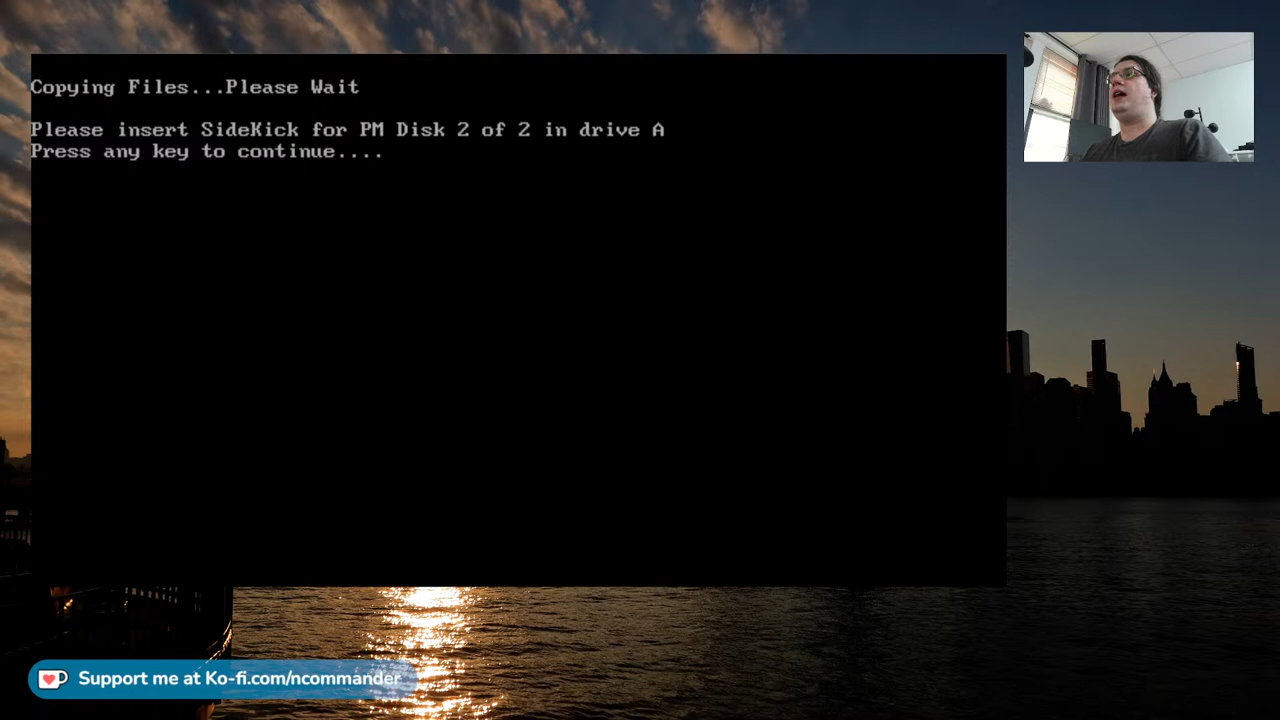 Copying Files...Please Wait
Please insert SideKick for PM Disk 2 of 2 in drive A
Press any key to continue....
Support me at Ko-fi.com/ncommander